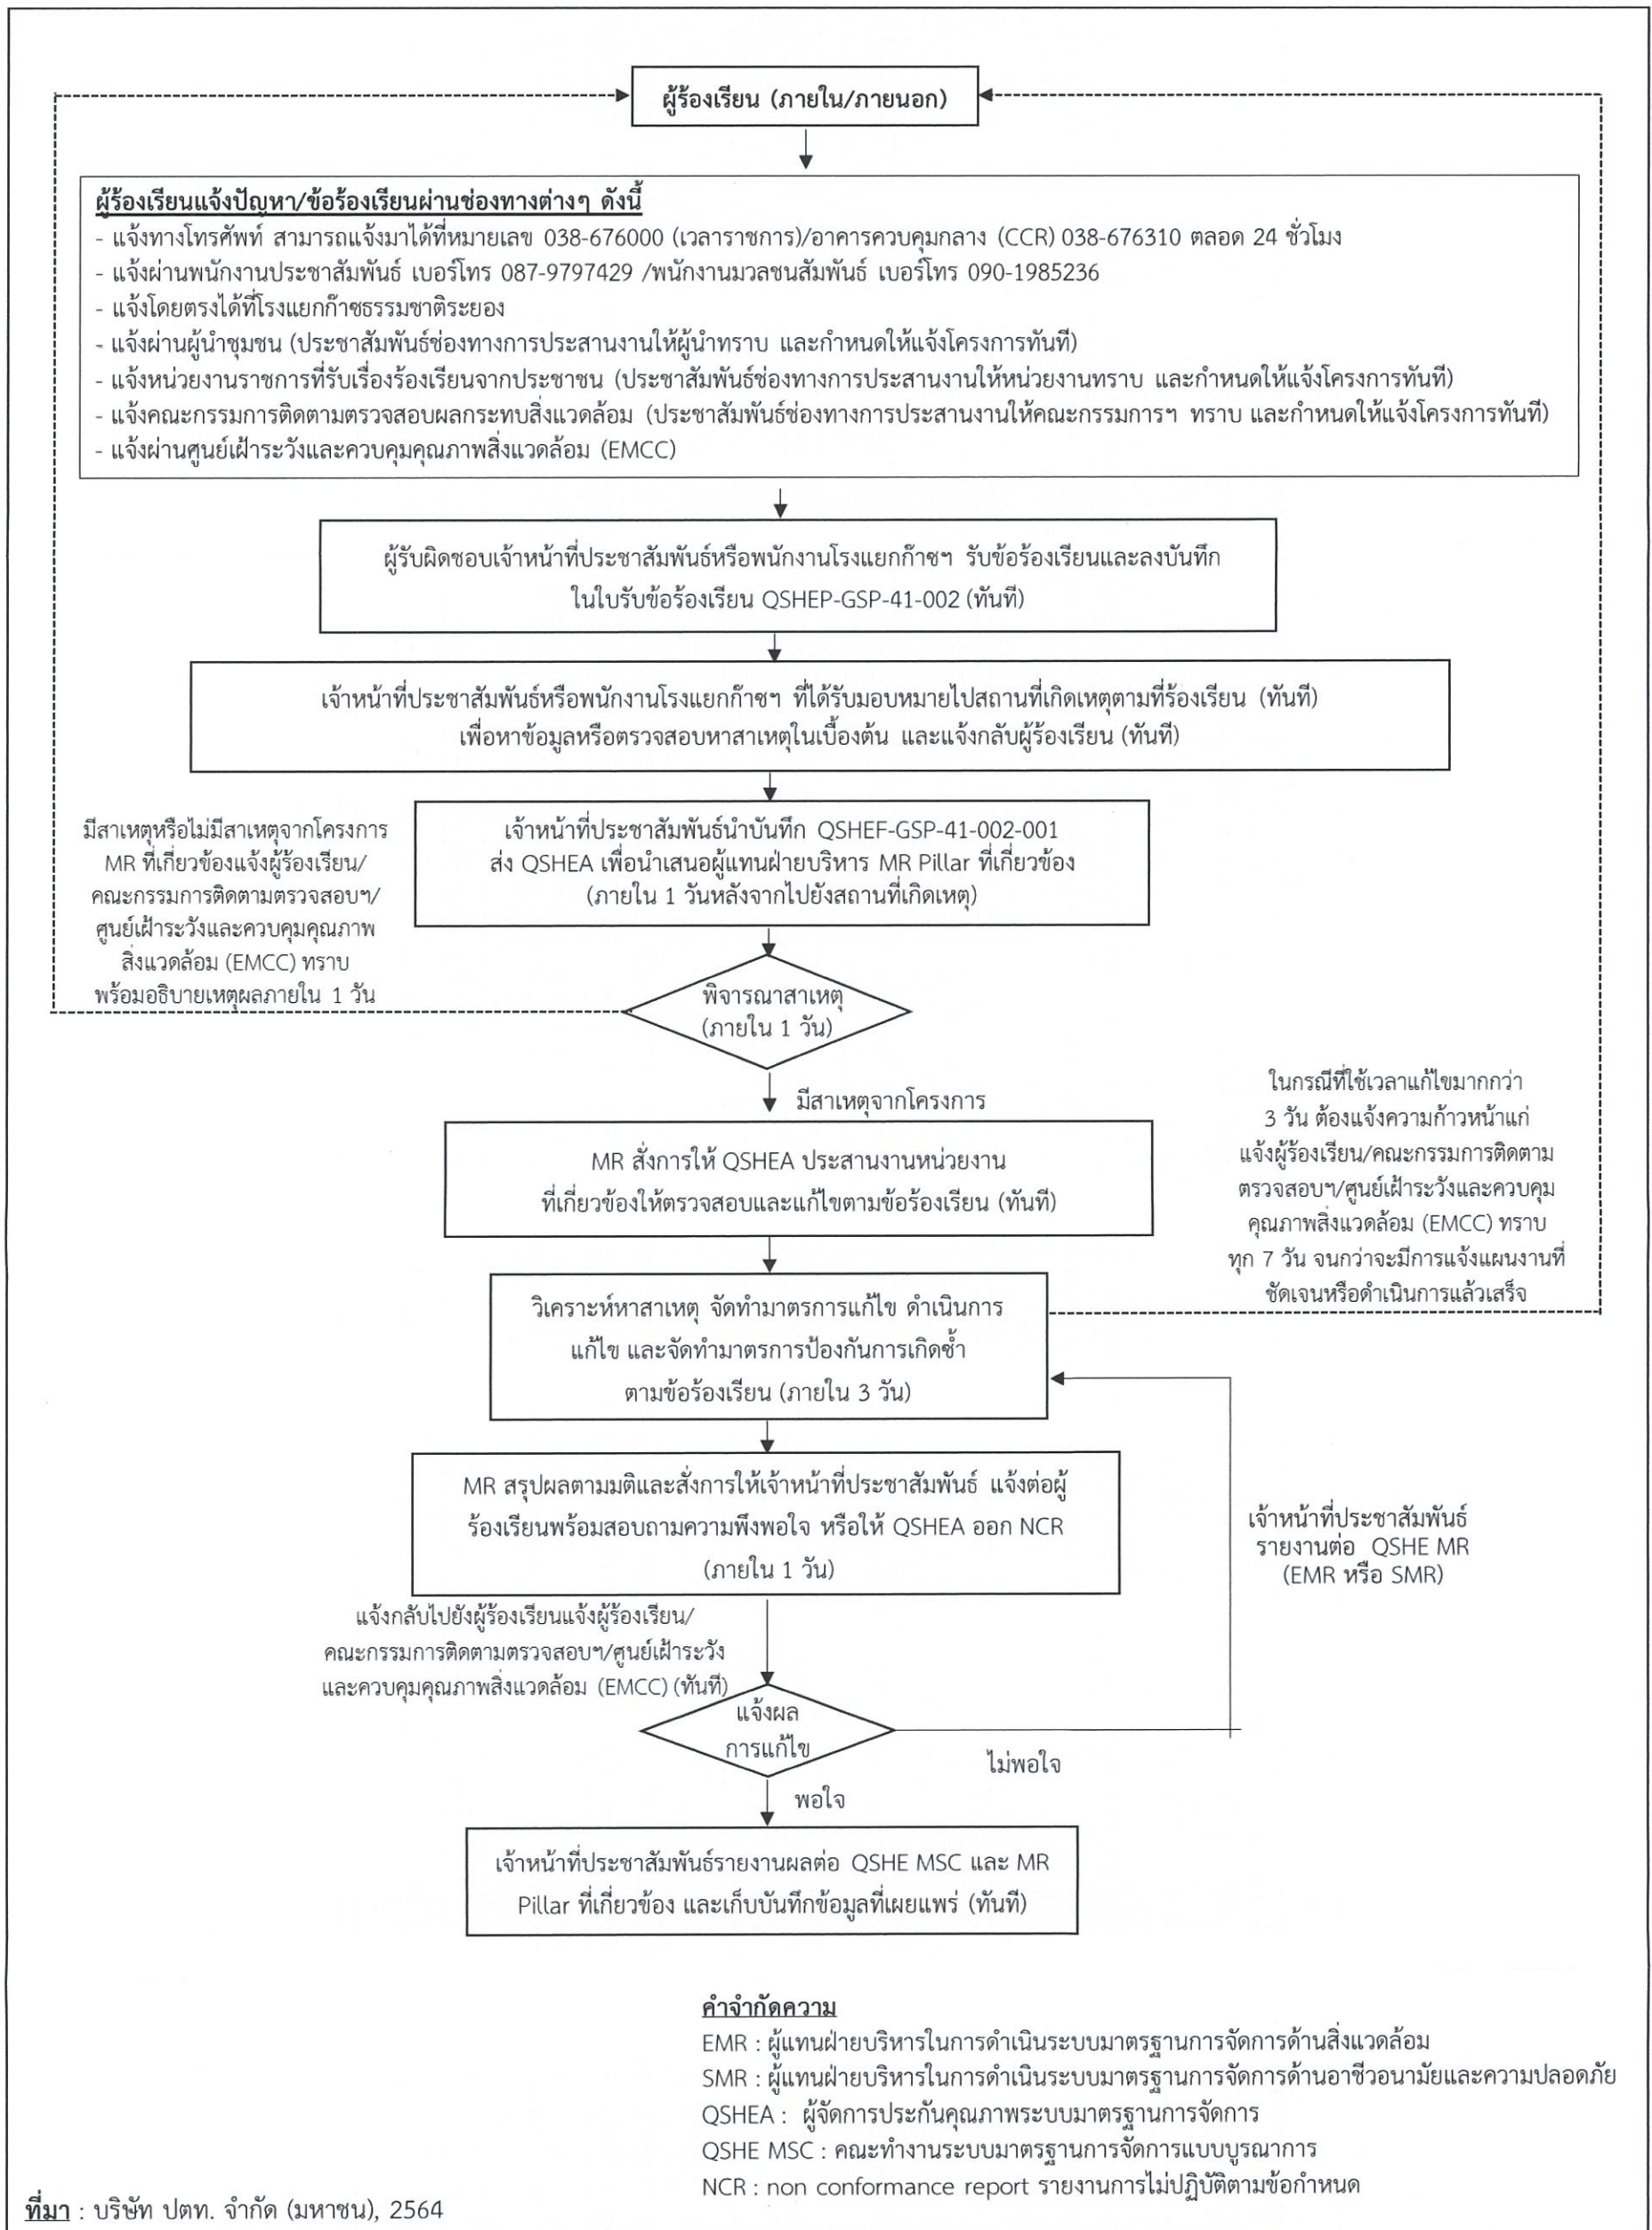 ผู้ร้องเรียน (ภายใน/ภายนอก)
ผู้ร้องเรียนแจ้งปัญหา/ข้อร้องเรียนผ่านช่องทางต่างๆ ดังนี้
- แจ้งทางโทรศัพท์ สามารถแจ้งมาได้ที่หมายเลข 038-676000 (เวลาราชการ)/อาคารควบคุมกลาง (CCR) 038-676310 ตลอด 24 ชั่วโมง
- แจ้งผ่านพนักงานประชาสัมพันธ์ เบอร์โทร 087-9797429 /พนักงานมวลชนสัมพันธ์ เบอร์โทร 090-1985236
- แจ้งโดยตรงได้ที่โรงแยกก๊าซธรรมชาติระยอง
- แจ้งผ่านผู้นำชุมชน (ประชาสัมพันธ์ช่องทางการประสานงานให้ผู้นำทราบ และกำหนดให้แจ้งโครงการทันที)
- แจ้งหน่วยงานราชการที่รับเรื่องร้องเรียนจากประชาชน (ประชาสัมพันธ์ช่องทางการประสานงานให้หน่วยงานทราบ และกำหนดให้แจ้งโครงการทันที)
- แจ้งคณะกรรมการติดตามตรวจสอบผลกระทบสิ่งแวดล้อม (ประชาสัมพันธ์ช่องทางการประสานงานให้คณะกรรมการฯ ทราบ และกำหนดให้แจ้งโครงการทันที)
- แจ้งผ่านศูนย์เฝ้าระวังและควบคุมคุณภาพสิ่งแวดล้อม (EMCC)
ผู้รับผิดชอบเจ้าหน้าที่ประชาสัมพันธ์หรือพนักงานโรงแยกก๊าซฯ รับข้อร้องเรียนและลงบันทึก
ในใบรับข้อร้องเรียน QSHEP-GSP-41-002 (ทันที)
เจ้าหน้าที่ประชาสัมพันธ์หรือพนักงานโรงแยกก๊าซฯ ที่ได้รับมอบหมายไปสถานที่เกิดเหตุตามที่ร้องเรียน (ทันที)
เพื่อหาข้อมูลหรือตรวจสอบหาสาเหตุในเบื้องต้น และแจ้งกลับผู้ร้องเรียน (ทันที)
เจ้าหน้าที่ประชาสัมพันธ์นำบันทึก QSHEF-GSP-41-002-001
ส่ง QSHEA เพื่อนำเสนอผู้แทนฝ่ายบริหาร MR Pillar ที่เกี่ยวข้อง
(ภายใน 1 วันหลังจากไปยังสถานที่เกิดเหตุ)
มีสาเหตุหรือไม่มีสาเหตุจากโครงการ
MR ที่เกี่ยวข้องแจ้งผู้ร้องเรียน/
คณะกรรมการติดตามตรวจสอบฯ/
ศูนย์เฝ้าระวังและควบคุมคุณภาพ
สิ่งแวดล้อม (EMCC) ทราบ
พร้อมอธิบายเหตุผลภายใน 1 วัน
พิจารณาสาเหตุ
(ภายใน 1 วัน)
มีสาเหตุจากโครงการ
MR สั่งการให้ QSHEA ประสานงานหน่วยงาน
ที่เกี่ยวข้องให้ตรวจสอบและแก้ไขตามข้อร้องเรียน (ทันที)
ในกรณีที่ใช้เวลาแก้ไขมากกว่า
3 วัน ต้องแจ้งความก้าวหน้าแก่
แจ้งผู้ร้องเรียน/คณะกรรมการติดตาม
ตรวจสอบฯ/ศูนย์เฝ้าระวังและควบคุม
คุณภาพสิ่งแวดล้อม (EMCC) ทราบ
ทุก 7 วัน จนกว่าจะมีการแจ้งแผนงานที่
ชัดเจนหรือดำเนินการแล้วเสร็จ
วิเคราะห์หาสาเหตุ จัดทำมาตรการแก้ไข ดำเนินการ
แก้ไข และจัดทำมาตรการป้องกันการเกิดซ้ำ
ตามข้อร้องเรียน (ภายใน 3 วัน)
MR สรุปผลตามมติและสั่งการให้เจ้าหน้าที่ประชาสัมพันธ์ แจ้งต่อผู้
ร้องเรียนพร้อมสอบถามความพึงพอใจ หรือให้ QSHEA ออก NCR
(ภายใน 1 วัน)
เจ้าหน้าที่ประชาสัมพันธ์
รายงานต่อ QSHE MR
(EMR หรือ SMR)
แจ้งกลับไปยังผู้ร้องเรียนแจ้งผู้ร้องเรียน/
คณะกรรมการติดตามตรวจสอบฯ/ศูนย์เฝ้าระวัง
และควบคุมคุณภาพสิ่งแวดล้อม (EMCC) (ทันที)
แจ้งผล
การแก้ไข
ไม่พอใจ
พอใจ
เจ้าหน้าที่ประชาสัมพันธ์รายงานผลต่อ QSHE MSC และ MR
Pillar ที่เกี่ยวข้อง และเก็บบันทึกข้อมูลที่เผยแพร่ (ทันที)
คำจำกัดความ
EMR : ผู้แทนฝ่ายบริหารในการดำเนินระบบมาตรฐานการจัดการด้านสิ่งแวดล้อม
SMR : ผู้แทนฝ่ายบริหารในการดำเนินระบบมาตรฐานการจัดการด้านอาชีวอนามัยและความปลอดภัย
QSHEA : ผู้จัดการประกันคุณภาพระบบมาตรฐานการจัดการ
QSHE MSC : คณะทำงานระบบมาตรฐานการจัดการแบบบูรณาการ
NCR : non conformance report รายงานการไม่ปฏิบัติตามข้อกำหนด
ที่มา : บริษัท ปตท. จำกัด (มหาชน), 2564